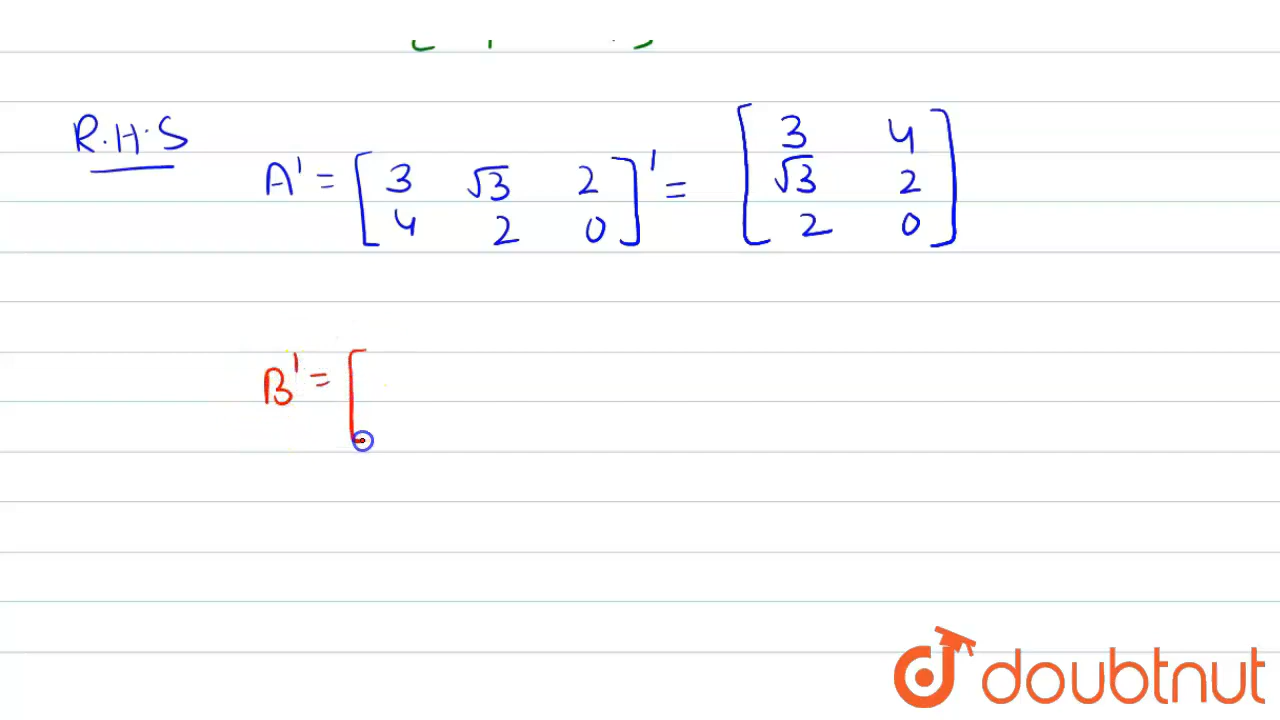 R.H.S
A' = [ 3 √3 2 ]' = [ 3 4 ]
4 2 0 √3 2
2 0
B' = [
doubtnut